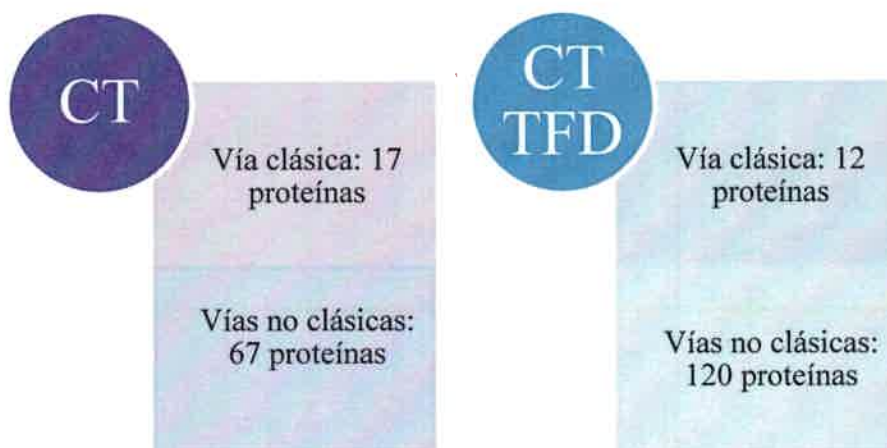 CT
Vía clásica: 17
proteínas
Vías no clásicas:
67 proteínas
CT
TFD
Vía clásica: 12
proteínas
Vías no clásicas:
120 proteínas